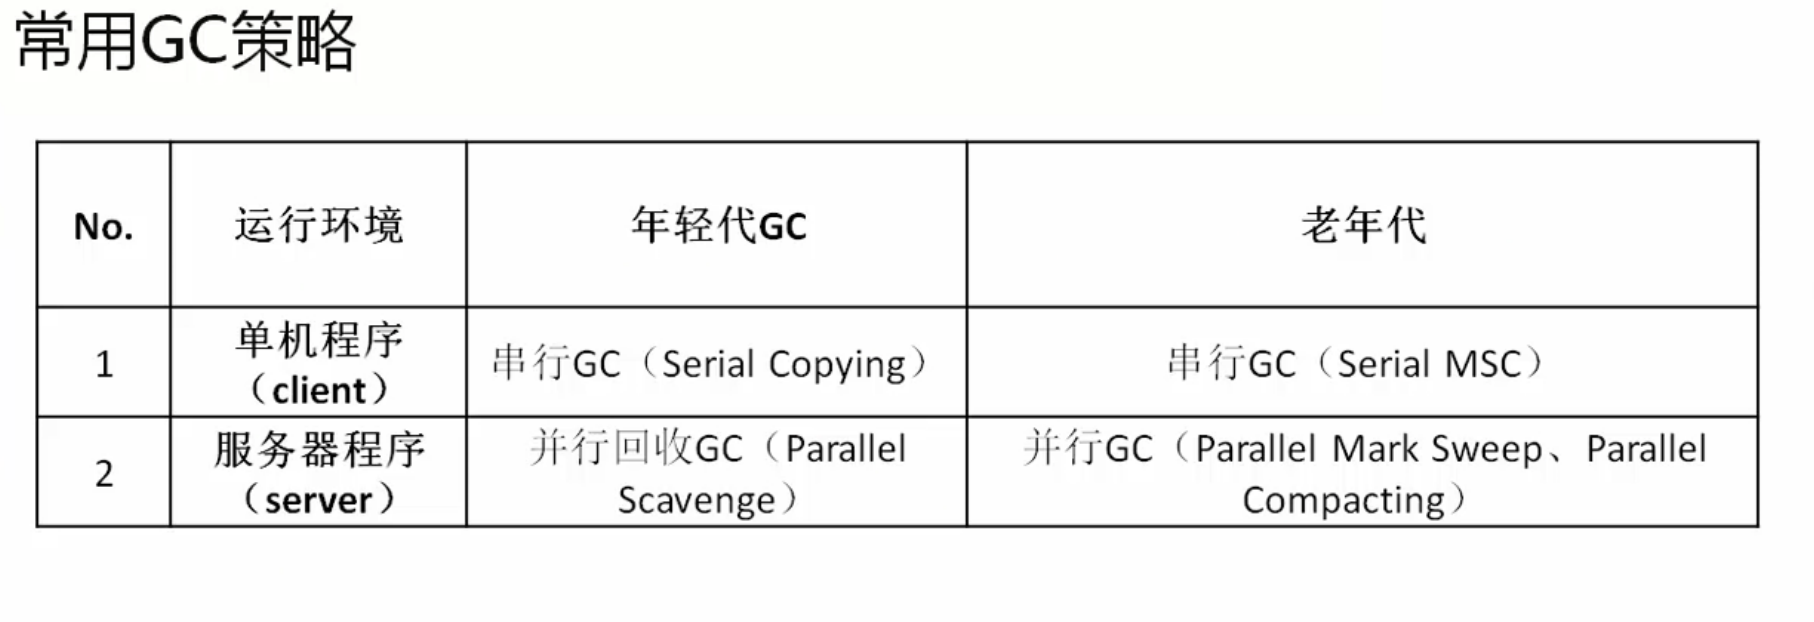 常用GC策略
No. 运行环境 年轻代GC 老年代
1 单机程序（client） 串行GC（Serial Copying） 串行GC（Serial MSC）
2 服务器程序（server） 并行回收GC（Parallel Scavenge） 并行GC（Parallel Mark Sweep、Parallel Compacting）